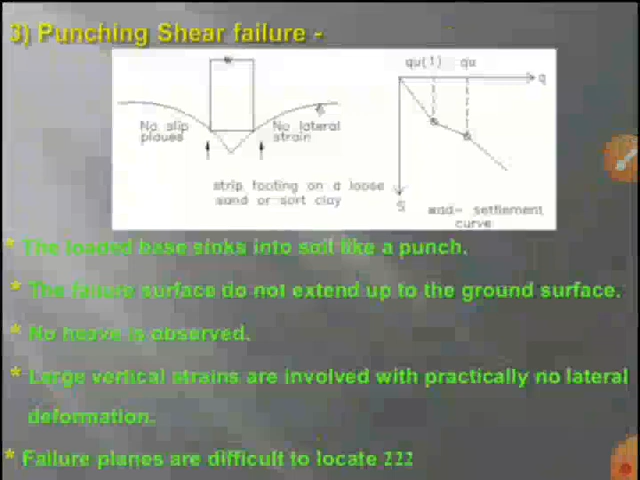 3) Punching Shear failure -
qu(1) qu
q
No slip
planes
No lateral
strain
strip footing on a loose
sand or sort clay
S
load- settlement
curve
* The loaded base sinks into soil like a punch.
* The failure surface do not extend up to the ground surface.
* No heave is observed.
* Large vertical strains are involved with practically no lateral
deformation.
* Failure planes are difficult to locate